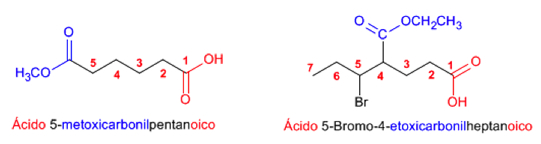 O
OCH₂CH₃
O
5 3 1 OH
C
H₃CO C 4 2
O
7 5 3 1 O
6 4 2
Br
OH
Ácido 5-metoxicarbonilpentanoico
Ácido 5-Bromo-4-etoxicarbonilheptanoico